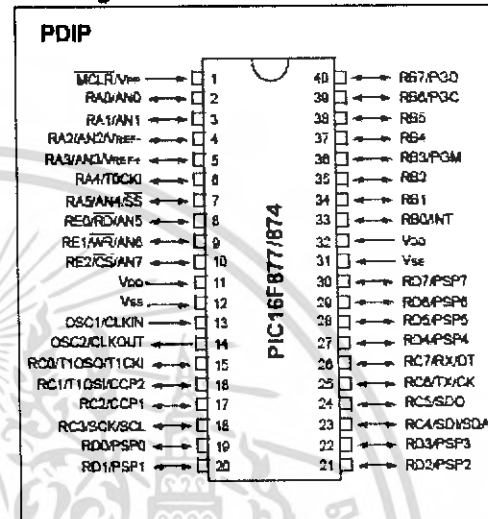 PDIP
MCLR/VPP 1
RA0/AN0 2
RA1/AN1 3
RA2/AN2/VREF- 4
RA3/AN3/VREF+ 5
RA4/T0CKI 6
RA5/AN4/SS 7
RE0/RD/AN5 8
RE1/WR/AN6 9
RE2/CS/AN7 10
VDD 11
VSS 12
OSC1/CLKIN 13
OSC2/CLKOUT 14
RC0/T1OSO/T1CKI 15
RC1/T1OSI/CCP2 16
RC2/CCP1 17
RC3/SCK/SCL 18
RD0/PSP0 19
RD1/PSP1 20
PIC16F877/874
40 RB7/PGD
39 RB6/PGC
38 RB5
37 RB4
36 RB3/PGM
35 RB2
34 RB1
33 RB0/INT
32 VDD
31 VSS
30 RD7/PSP7
29 RD6/PSP6
28 RD5/PSP5
27 RD4/PSP4
26 RC7/RX/DT
25 RC6/TX/CK
24 RC5/SDO
23 RC4/SDI/SDA
22 RD3/PSP3
21 RD2/PSP2